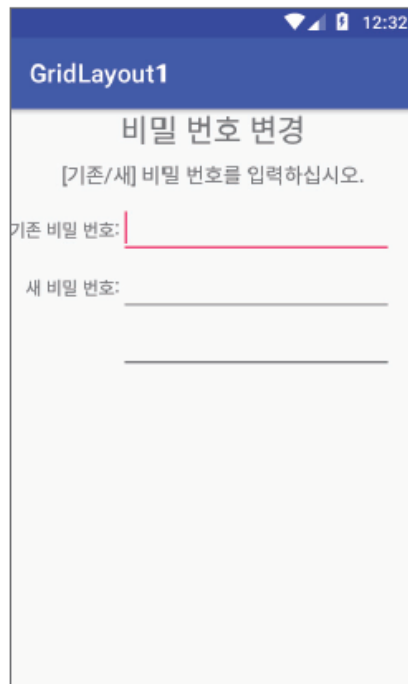 12:32
GridLayout1
비밀 번호 변경
[기존/새] 비밀 번호를 입력하십시오.
기존 비밀 번호:
새 비밀 번호: